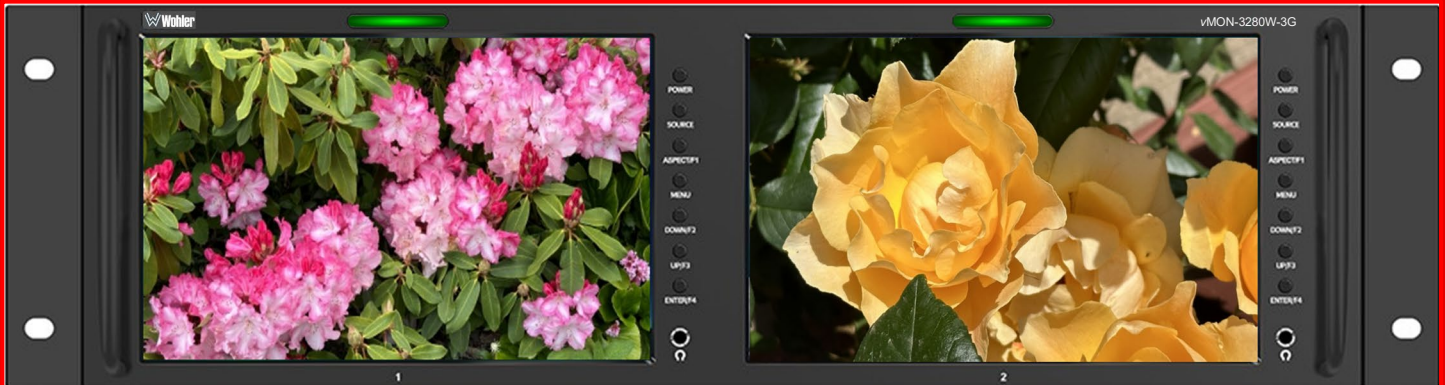 Wohler
vMON-3280W-3G
POWER
SOURCE
ASPECT/F1
MENU
DOWN/F2
UP/F3
ENTER/F4
1
POWER
SOURCE
ASPECT/F1
MENU
DOWN/F2
UP/F3
ENTER/F4
2